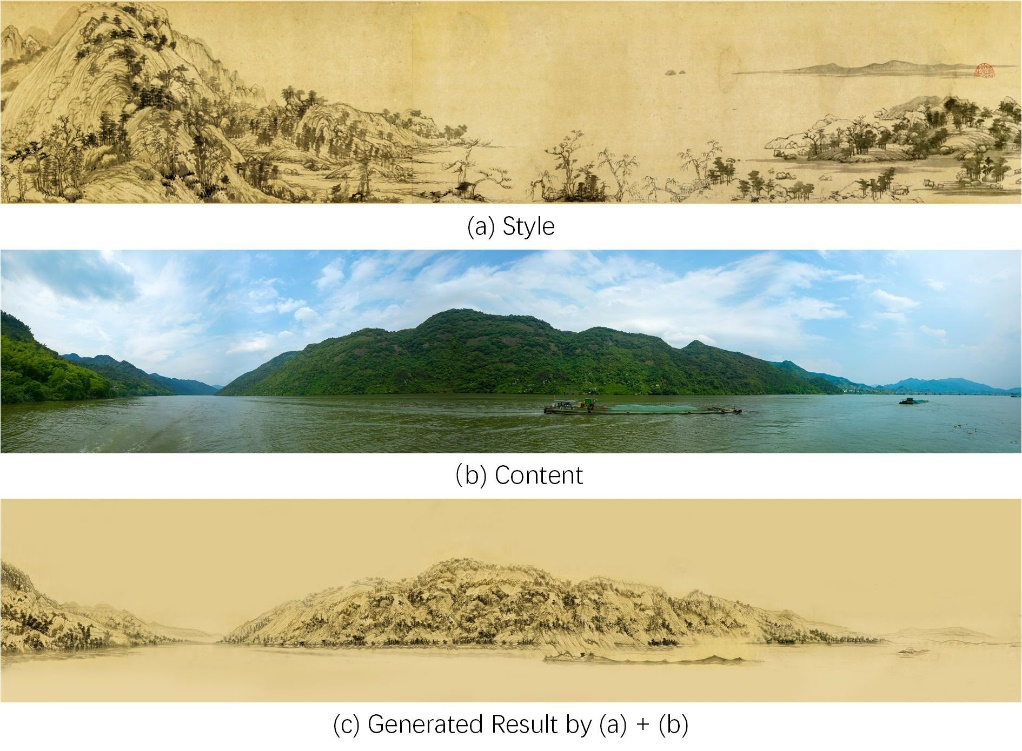 (a) Style
(b) Content
(c) Generated Result by (a) + (b)